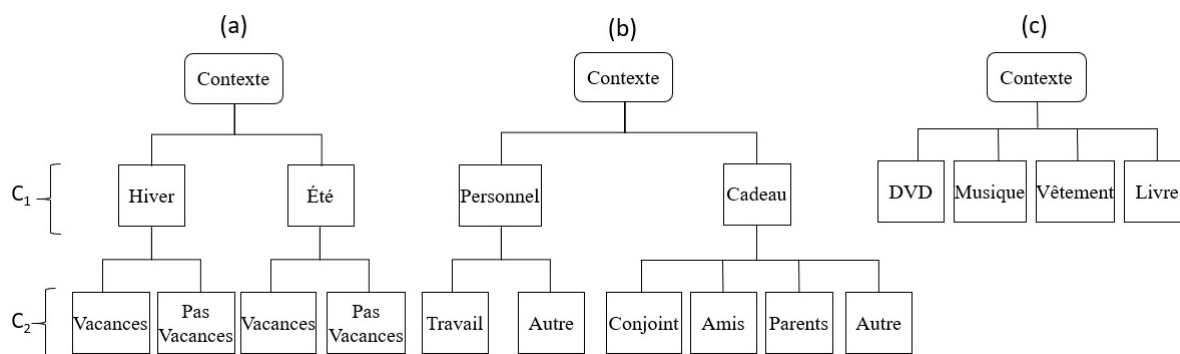 (a)
(b)
(c)
Contexte
Contexte
Contexte
C1
Hiver
Été
Personnel
Cadeau
DVD
Musique
Vêtement
Livre
C2
Vacances
Pas
Vacances
Vacances
Pas
Vacances
Travail
Autre
Conjoint
Amis
Parents
Autre